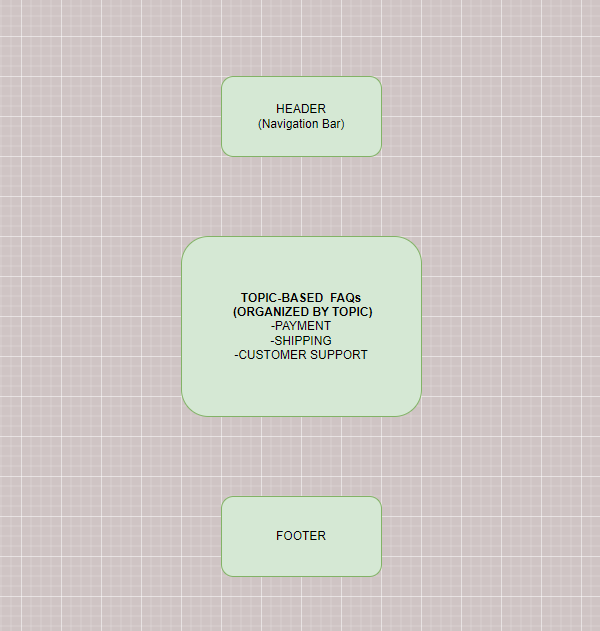 HEADER
(Navigation Bar)
TOPIC-BASED FAQs
(ORGANIZED BY TOPIC)
-PAYMENT
-SHIPPING
-CUSTOMER SUPPORT
FOOTER